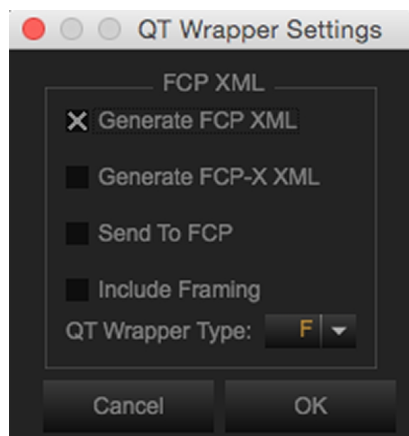 QT Wrapper Settings
FCP XML
Generate FCP XML
Generate FCP-X XML
Send To FCP
Include Framing
QT Wrapper Type: F
Cancel OK